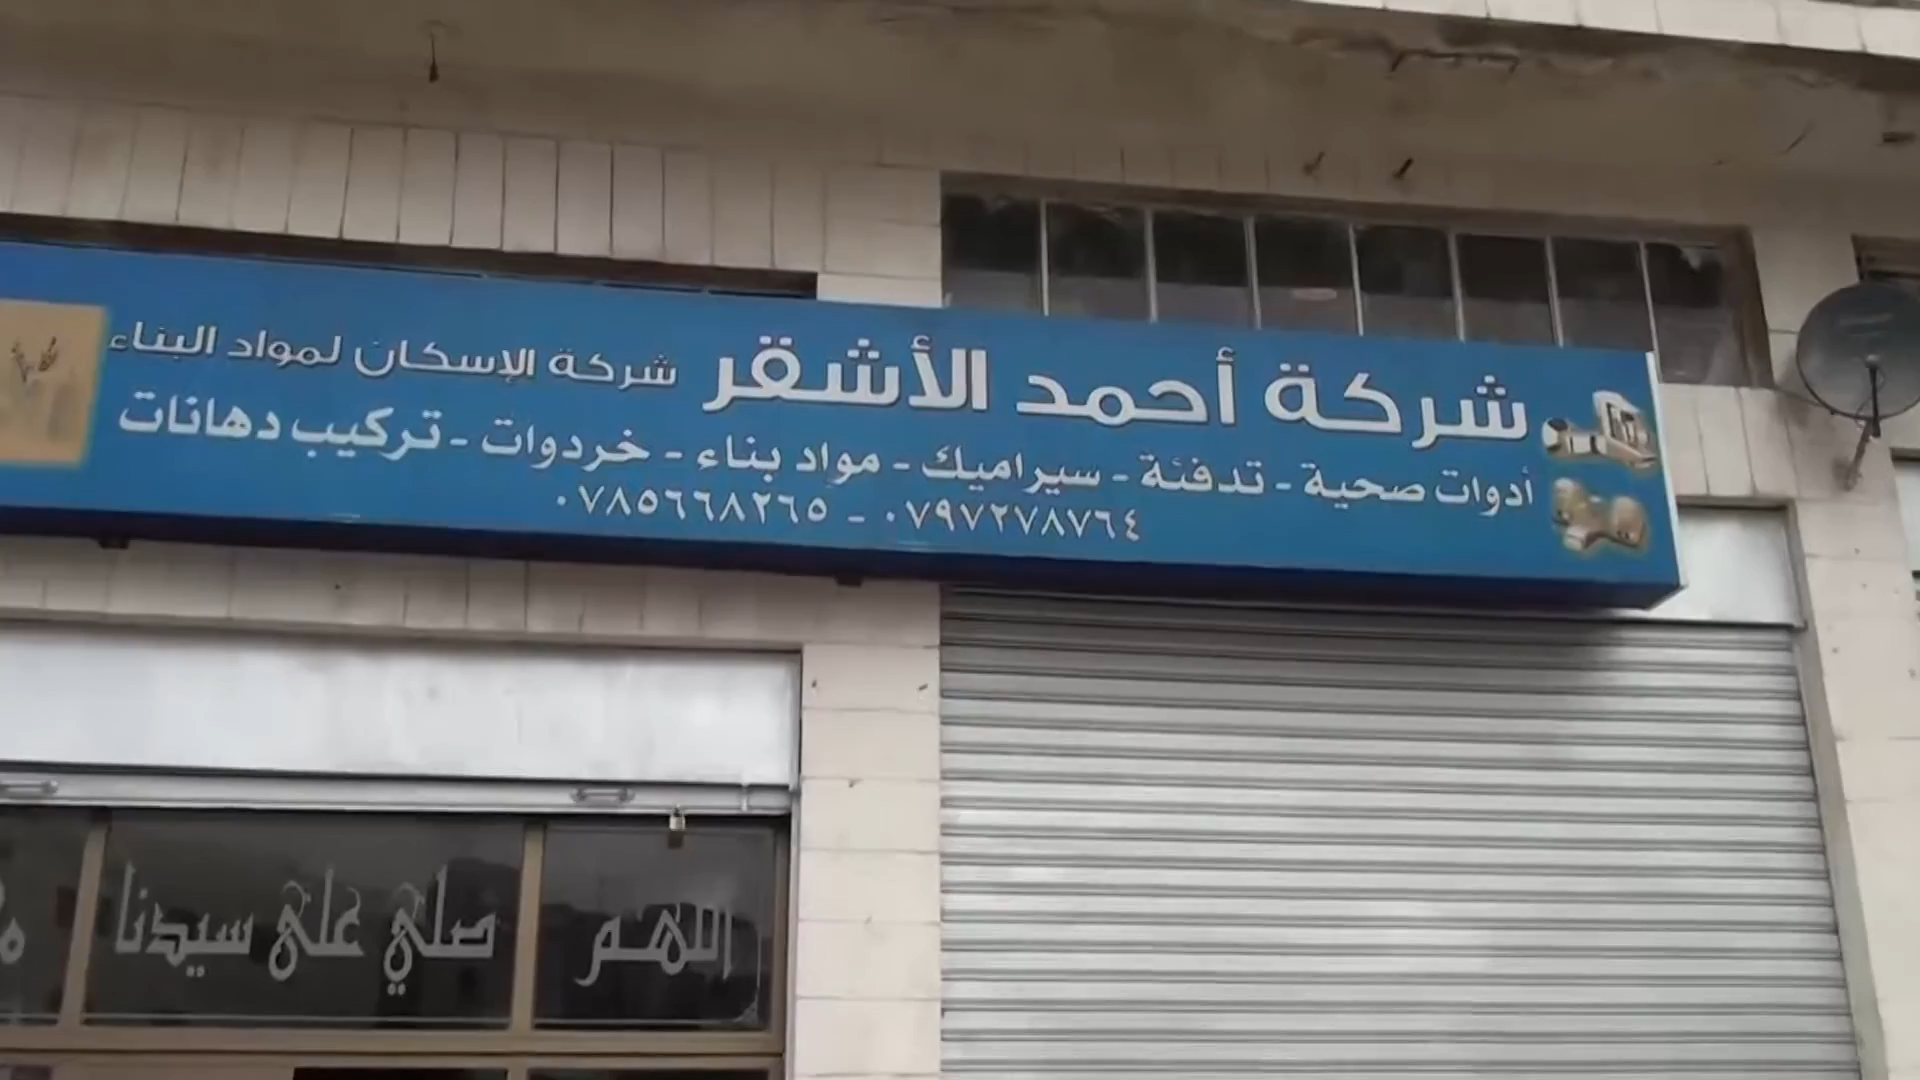 شركة أحمد الأشقر شركة الإسكان لمواد البناء
أدوات صحية - تدفئة - سيراميك - مواد بناء - خردوات - تركيب دهانات
٠٧٩٧٢٧٨٧٦٤ - ٠٧٨٥٦٦٨٢٦٥
اللهم صلي على سيدنا